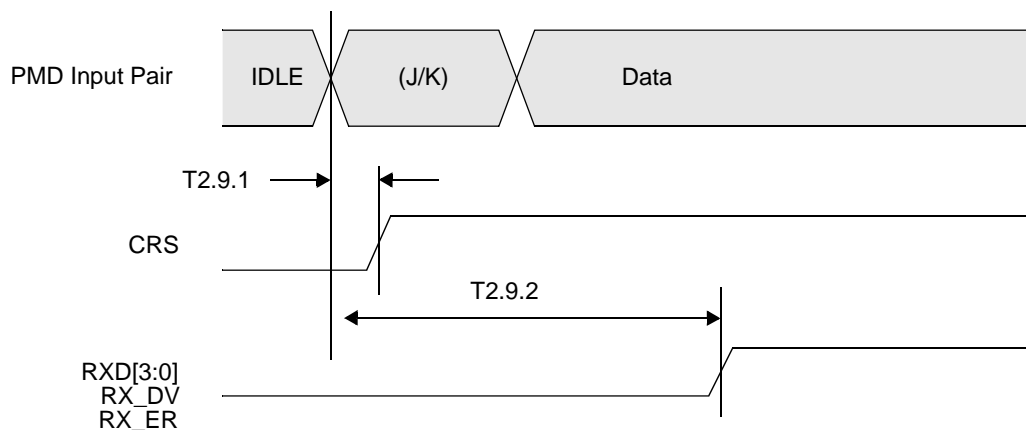 PMD Input Pair
IDLE
(J/K)
Data
T2.9.1
CRS
T2.9.2
RXD[3:0]
RX_DV
RX_ER